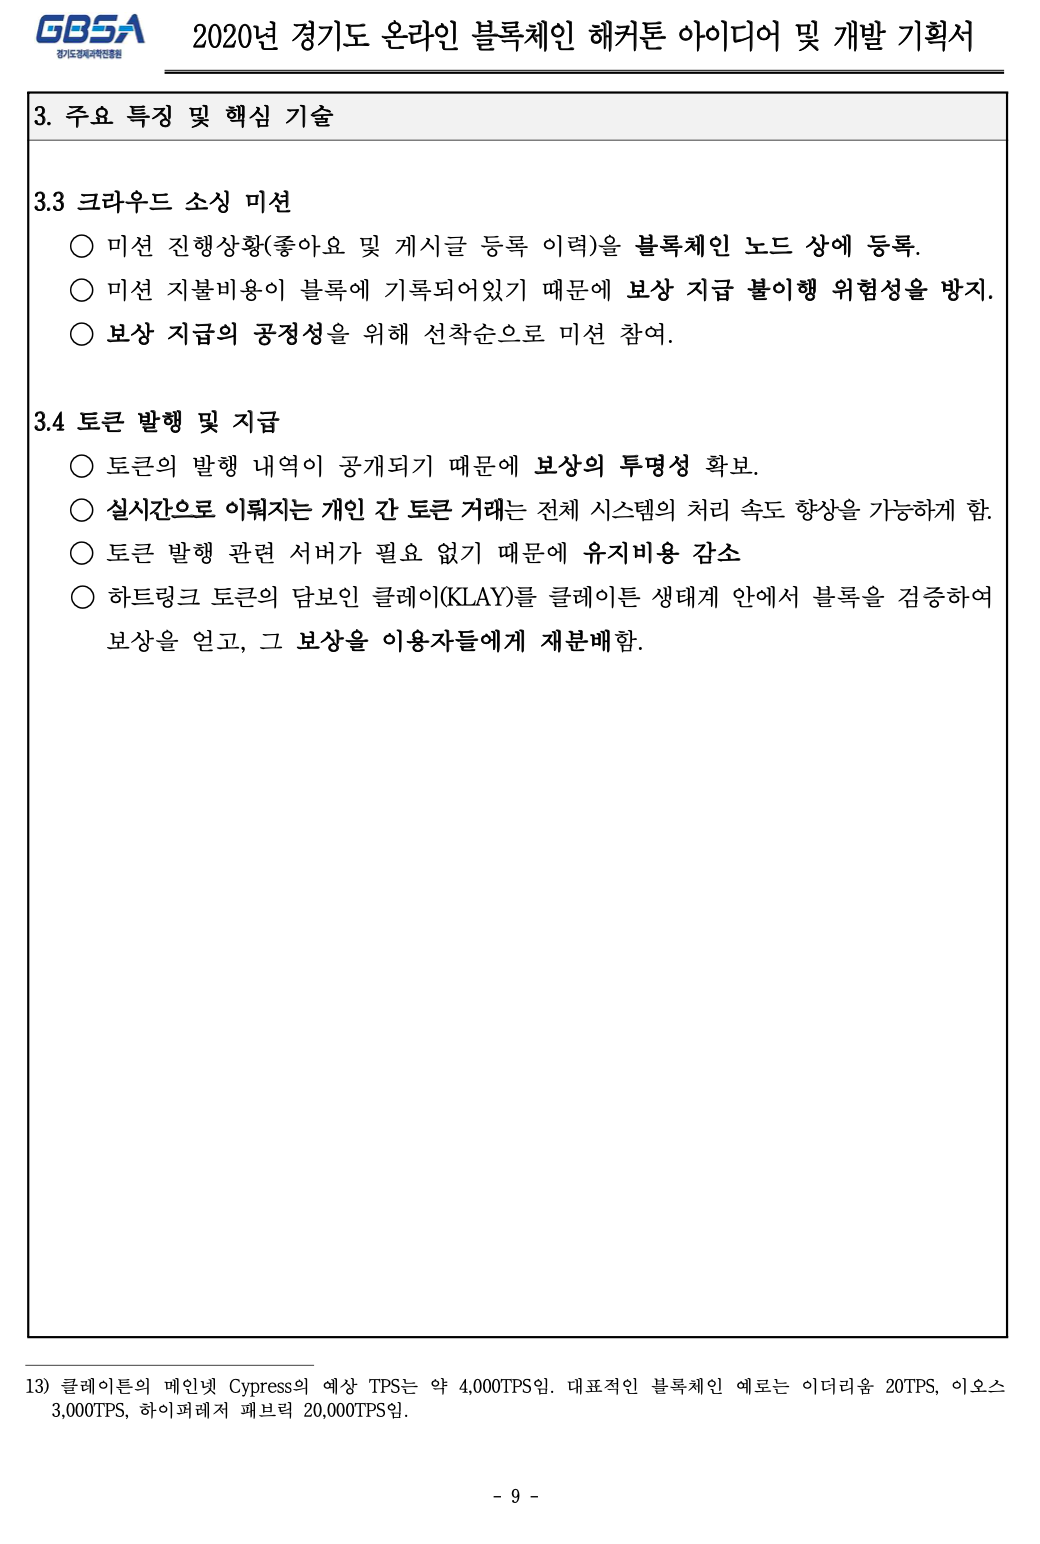 GBSA
경기도경제과학진흥원
2020년 경기도 온라인 블록체인 해커톤 아이디어 및 개발 기획서
3. 주요 특징 및 핵심 기술
3.3 크라우드 소싱 미션
○ 미션 진행상황(좋아요 및 게시글 등록 이력)을 블록체인 노드 상에 등록.
○ 미션 지불비용이 블록에 기록되어있기 때문에 보상 지급 불이행 위험성을 방지.
○ 보상 지급의 공정성을 위해 선착순으로 미션 참여.
3.4 토큰 발행 및 지급
○ 토큰의 발행 내역이 공개되기 때문에 보상의 투명성 확보.
○ 실시간으로 이뤄지는 개인 간 토큰 거래는 전체 시스템의 처리 속도 향상을 가능하게 함.
○ 토큰 발행 관련 서버가 필요 없기 때문에 유지비용 감소
○ 하트링크 토큰의 담보인 클레이(KLAY)를 클레이튼 생태계 안에서 블록을 검증하여
보상을 얻고, 그 보상을 이용자들에게 재분배함.
13) 클레이튼의 메인넷 Cypress의 예상 TPS는 약 4,000TPS임. 대표적인 블록체인 예로는 이더리움 20TPS, 이오스
3,000TPS, 하이퍼레저 패브릭 20,000TPS임.
- 9 -